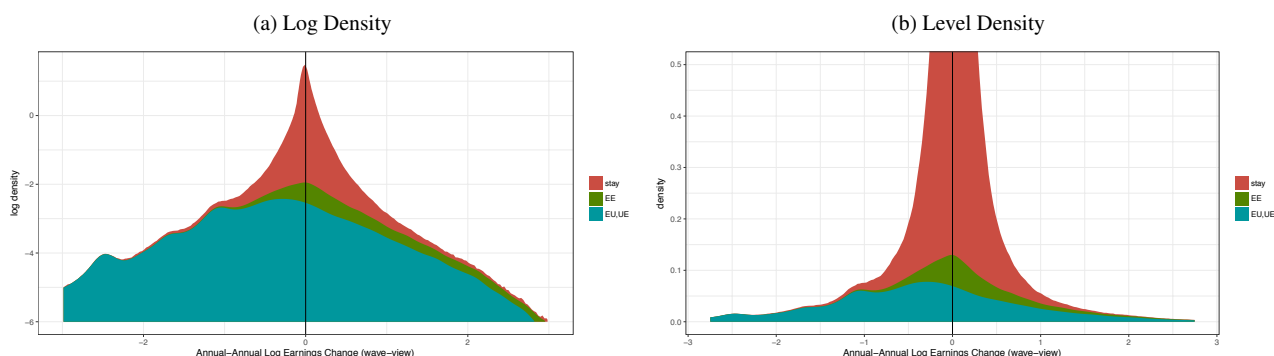 (a) Log Density
0
−2
−4
−6
log density
−2
0
2
Annual−Annual Log Earnings Change (wave−view)
stay
EE
EU,UE
(b) Level Density
0.5
0.4
0.3
0.2
0.1
0.0
density
−3
−2
−1
0
1
2
3
Annual−Annual Log Earnings Change (wave−view)
stay
EE
EU,UE